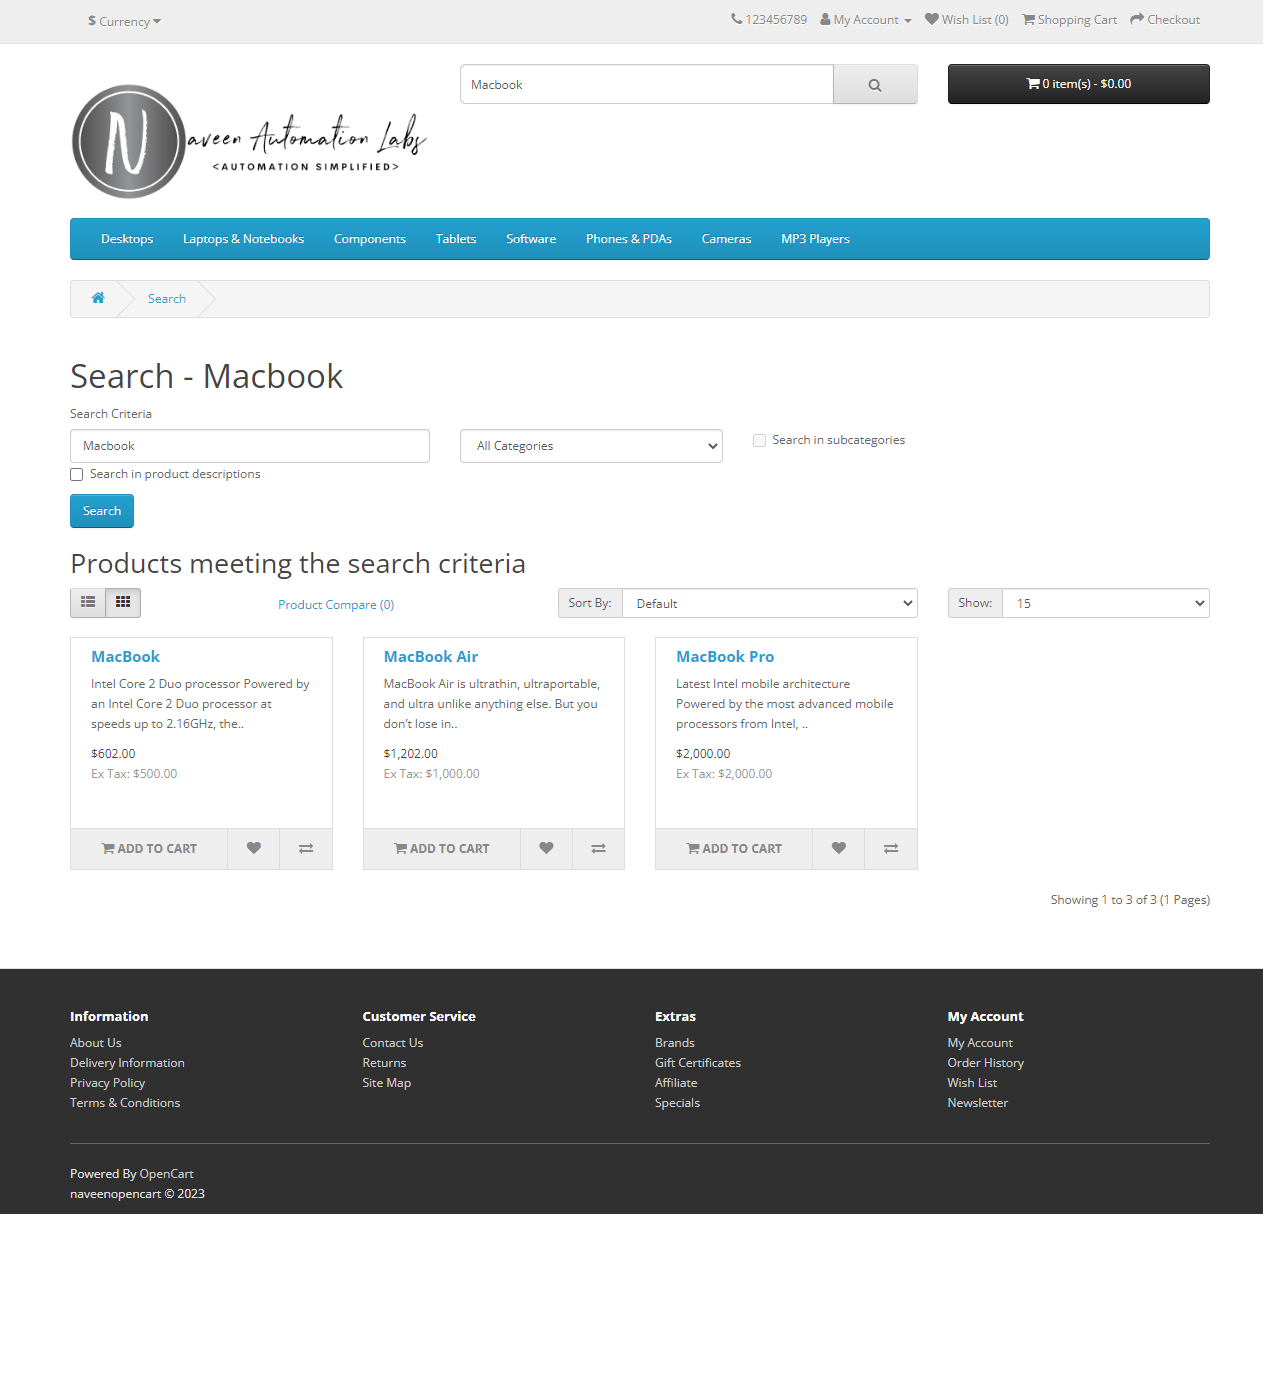 $ Currency
123456789 My Account Wish List (0) Shopping Cart Checkout
Naveen Automation Labs
<AUTOMATION SIMPLIFIED>
Macbook
0 item(s) - $0.00
Desktops Laptops & Notebooks Components Tablets Software Phones & PDAs Cameras MP3 Players
Search
Search - Macbook
Search Criteria
Macbook All Categories Search in subcategories
Search in product descriptions
Search
Products meeting the search criteria
Product Compare (0) Sort By: Default Show: 15
MacBook
Intel Core 2 Duo processor Powered by
an Intel Core 2 Duo processor at
speeds up to 2.16GHz, the..
$602.00
Ex Tax: $500.00
ADD TO CART
MacBook Air
MacBook Air is ultrathin, ultraportable,
and ultra unlike anything else. But you
don't lose in..
$1,202.00
Ex Tax: $1,000.00
ADD TO CART
MacBook Pro
Latest Intel mobile architecture
Powered by the most advanced mobile
processors from Intel, ..
$2,000.00
Ex Tax: $2,000.00
ADD TO CART
Showing 1 to 3 of 3 (1 Pages)
Information
About Us
Delivery Information
Privacy Policy
Terms & Conditions
Customer Service
Contact Us
Returns
Site Map
Extras
Brands
Gift Certificates
Affiliate
Specials
My Account
My Account
Order History
Wish List
Newsletter
Powered By OpenCart
naveenopencart © 2023